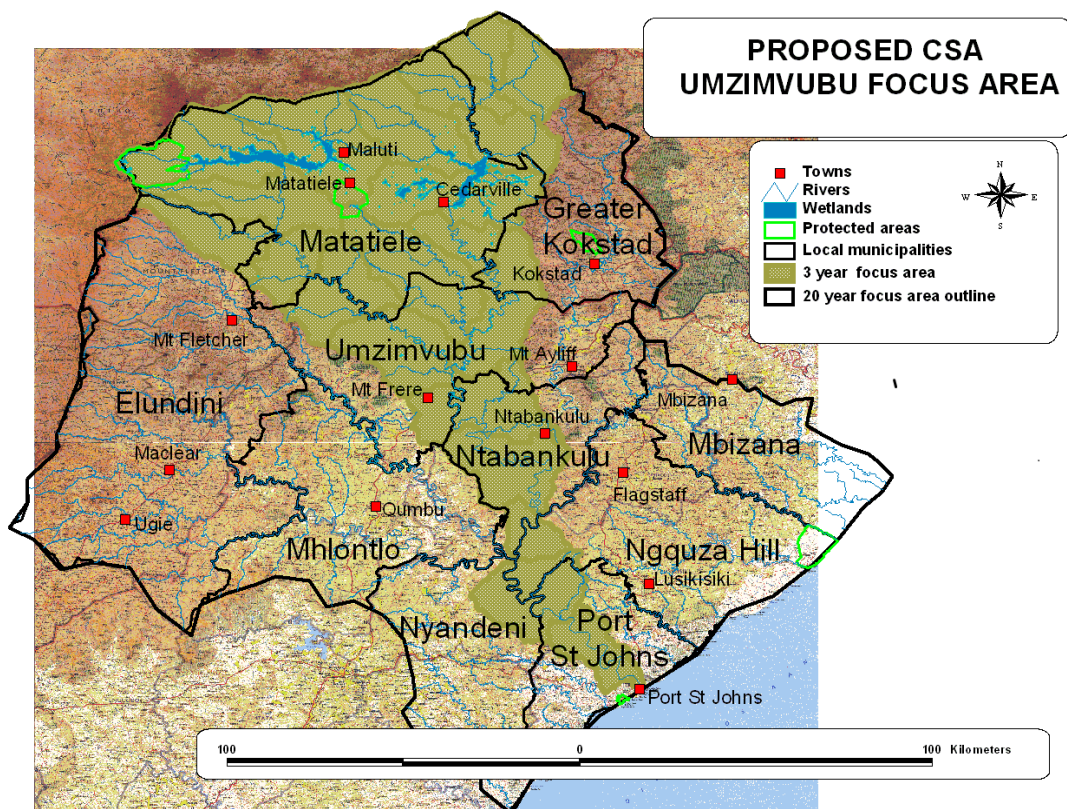 PROPOSED CSA
UMZIMVUBU FOCUS AREA
Towns
Rivers
Wetlands
Protected areas
Local municipalities
3 year focus area
20 year focus area outline
N
W
E
S
Maluti
Matatiele
Cedarville
Matatiele
Greater
Kokstad
Kokstad
MOUNT FLETCHER
Mt Fletcher
Umzimvubu
Mt Ayliff
Mt Frere
Mbizana
Elundini
Ntabankulu
Mbizana
Maclear
Ntabankulu
Flagstaff
Ugie
Qumbu
Mhlontlo
Ngquza Hill
Lusikisiki
Nyandeni
Port
St Johns
Port St Johns
100
0
100 Kilometers